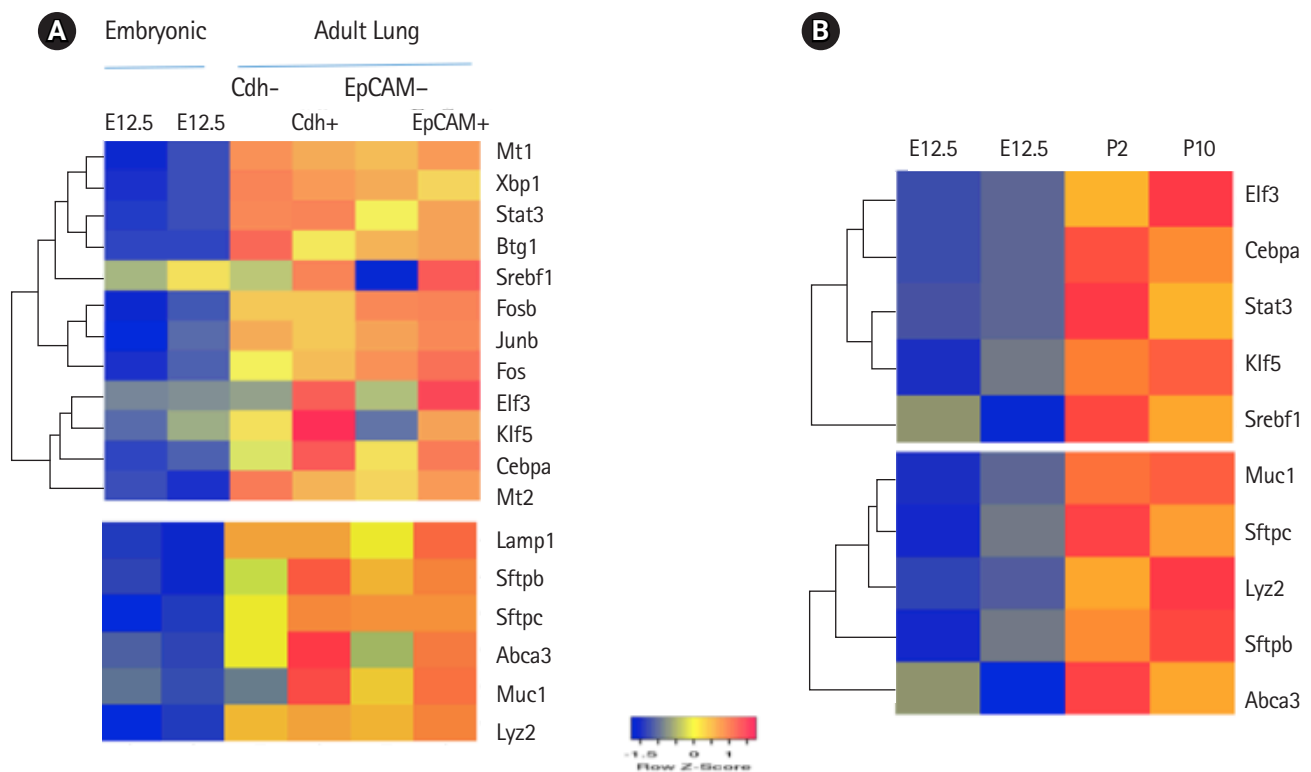 A
Embryonic
Adult Lung
Cdh–
EpCAM–
E12.5
E12.5
Cdh+
EpCAM+
Mt1
Xbp1
Stat3
Btg1
Srebf1
Fosb
Junb
Fos
Elf3
Klf5
Cebpa
Mt2
Lamp1
Sftpb
Sftpc
Abca3
Muc1
Lyz2
-1.5 0 1
Row Z-Score
B
E12.5
E12.5
P2
P10
Elf3
Cebpa
Stat3
Klf5
Srebf1
Muc1
Sftpc
Lyz2
Sftpb
Abca3